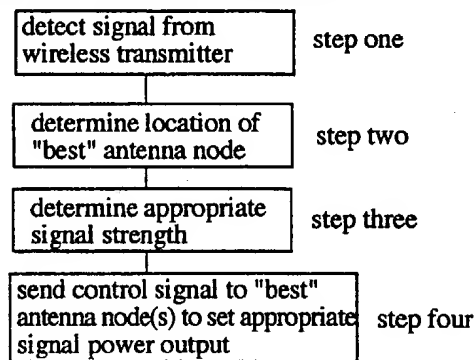 detect signal from
wireless transmitter
step one
determine location of
"best" antenna node
step two
determine appropriate
signal strength
step three
send control signal to "best"
antenna node(s) to set appropriate
signal power output
step four